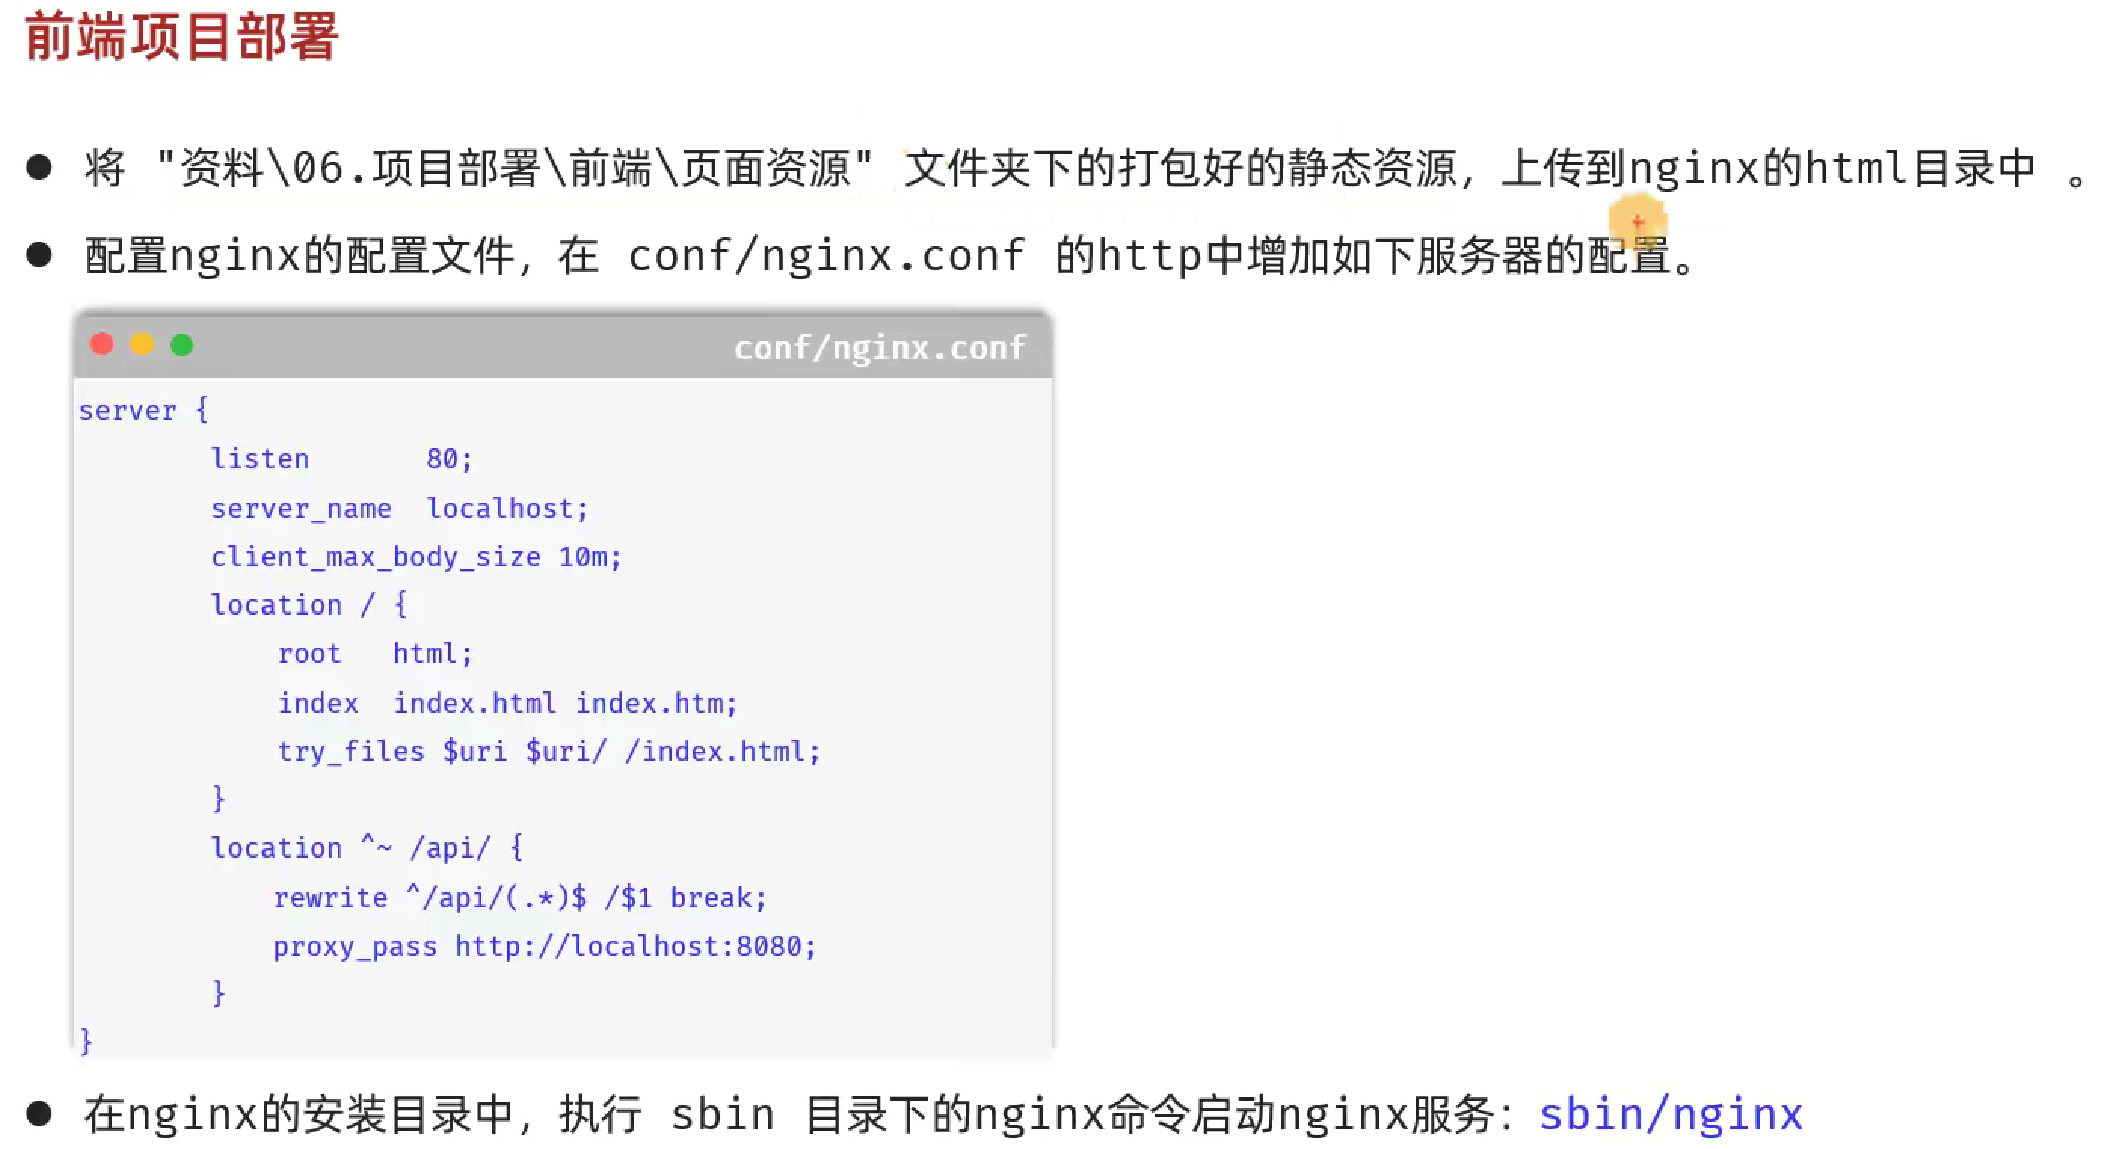 前端项目部署
● 将 "资料\06.项目部署\前端\页面资源" 文件夹下的打包好的静态资源，上传到nginx的html目录中 。
● 配置nginx的配置文件，在 conf/nginx.conf 的http中增加如下服务器的配置。
conf/nginx.conf
server {
listen 80;
server_name localhost;
client_max_body_size 10m;
location / {
root html;
index index.html index.htm;
try_files $uri $uri/ /index.html;
}
location ^~ /api/ {
rewrite ^/api/(.*)$ /$1 break;
proxy_pass http://localhost:8080;
}
}
● 在nginx的安装目录中，执行 sbin 目录下的nginx命令启动nginx服务：sbin/nginx